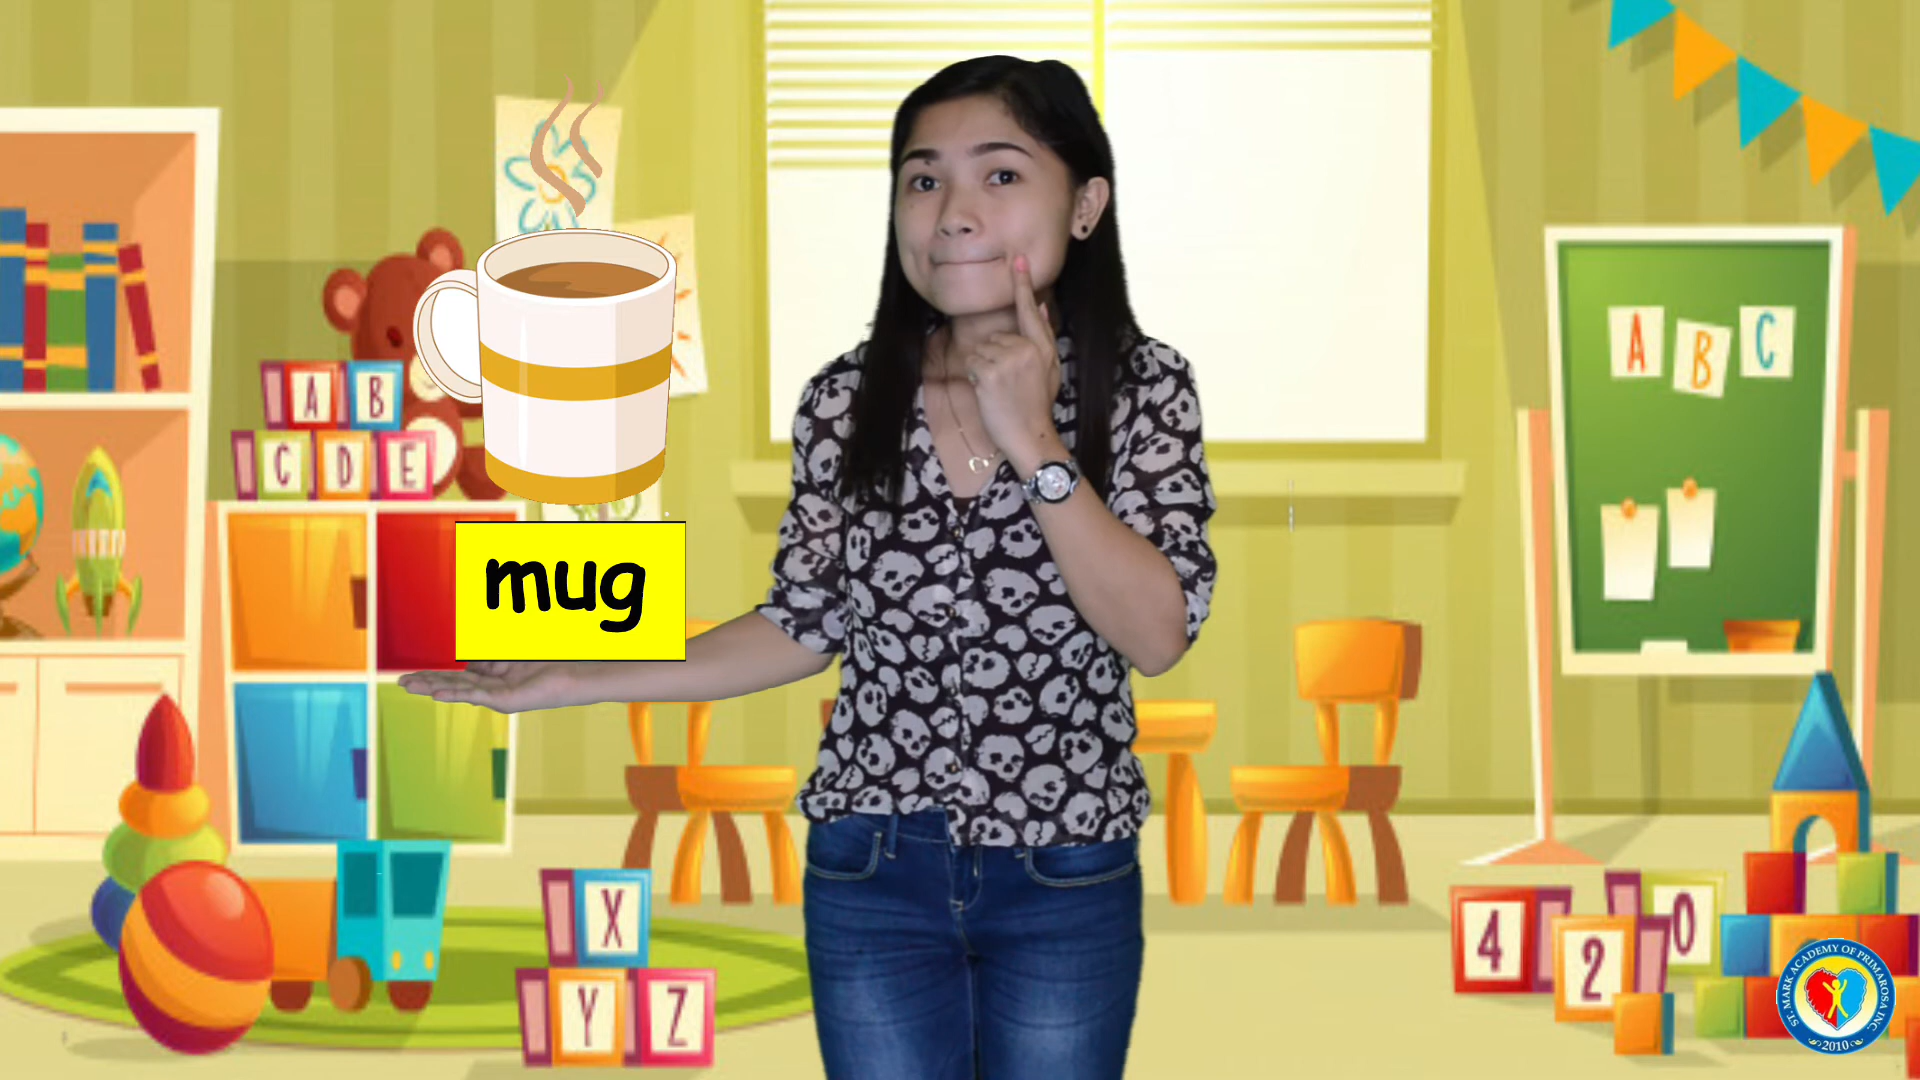 A B C
A B
C D E
mug
X
Y Z
4 2 0
ST. MARK ACADEMY OF PRIMAROSA INC.
2010